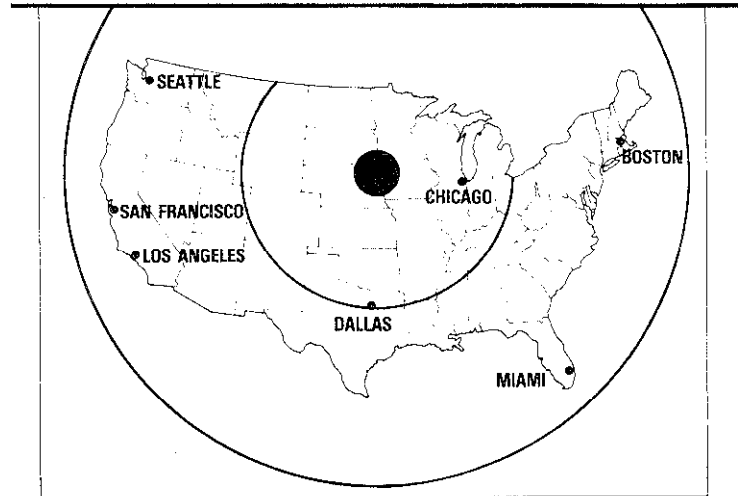 SEATTLE
BOSTON
CHICAGO
SAN FRANCISCO
LOS ANGELES
DALLAS
MIAMI